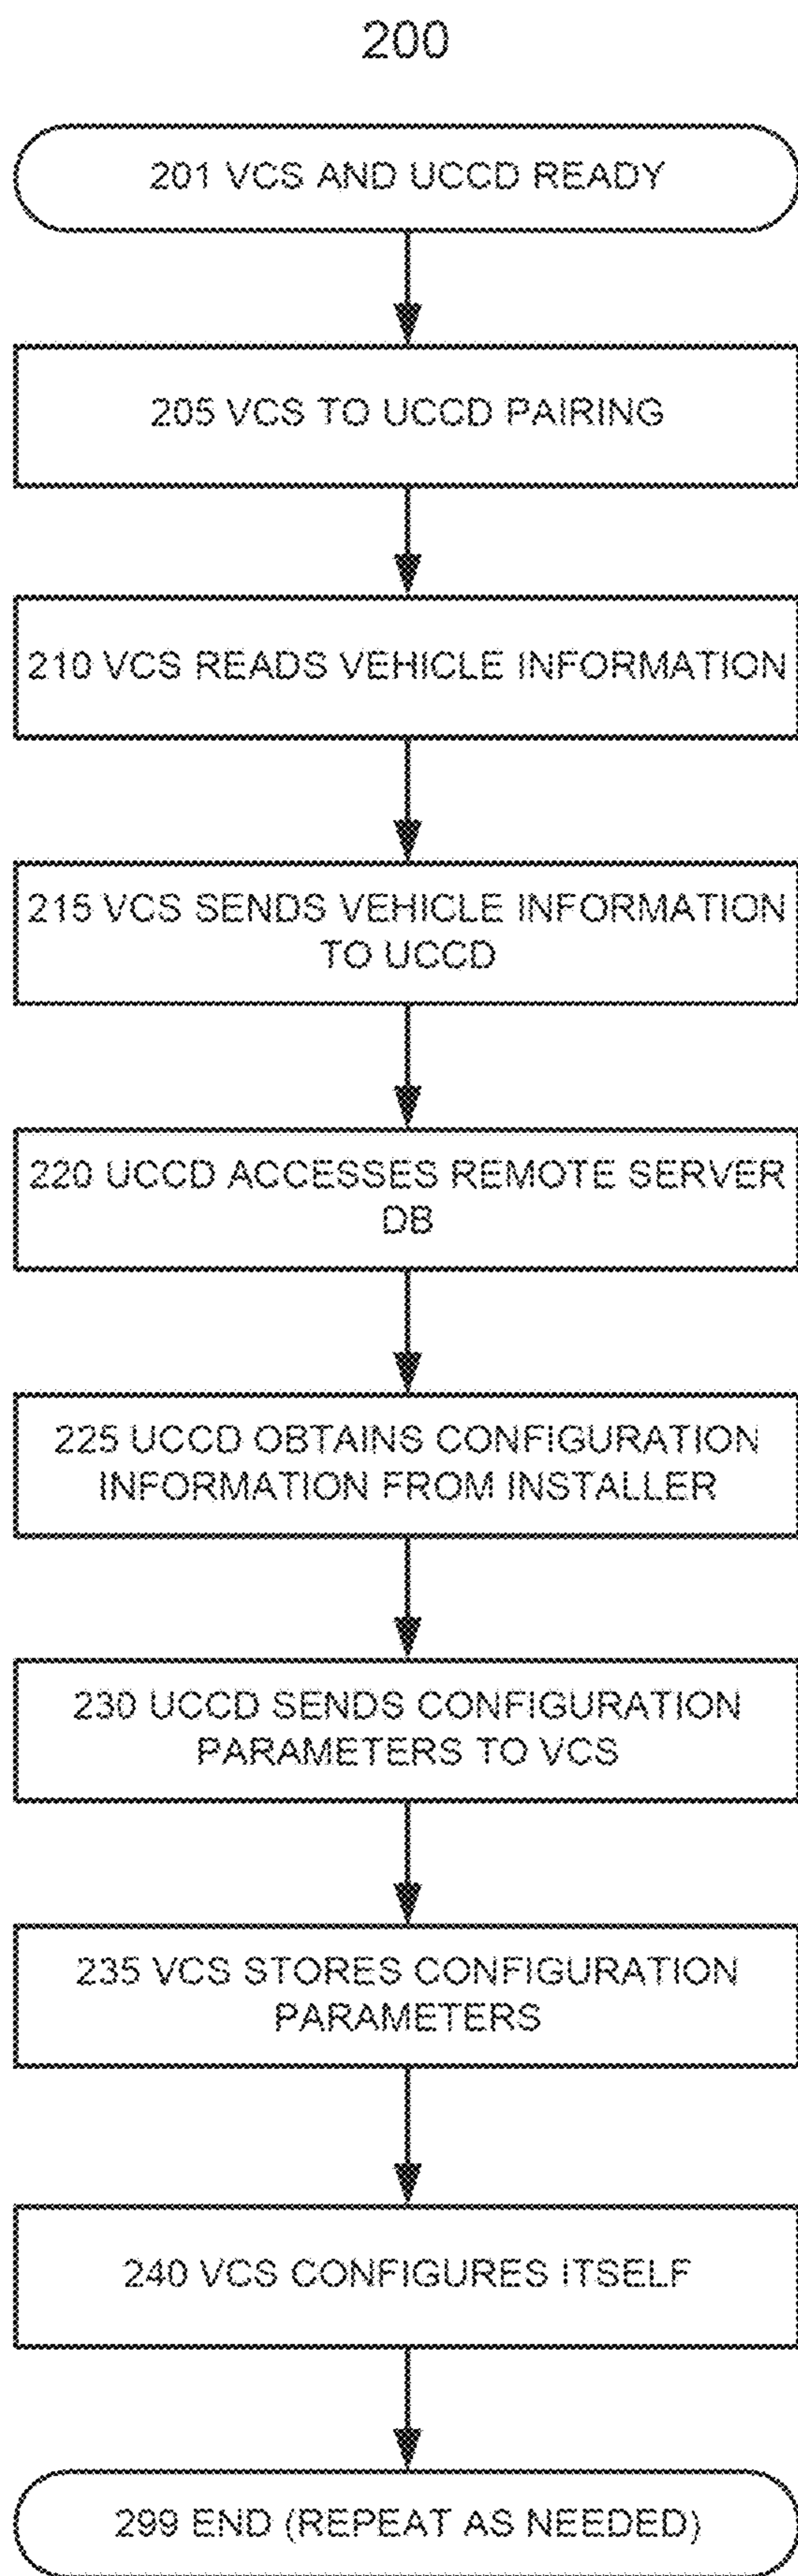 200
201 VCS AND UCCD READY
205 VCS TO UCCD PAIRING
210 VCS READS VEHICLE INFORMATION
215 VCS SENDS VEHICLE INFORMATION
TO UCCD
220 UCCD ACCESSES REMOTE SERVER
DB
225 UCCD OBTAINS CONFIGURATION
INFORMATION FROM INSTALLER
230 UCCD SENDS CONFIGURATION
PARAMETERS TO VCS
235 VCS STORES CONFIGURATION
PARAMETERS
240 VCS CONFIGURES ITSELF
299 END (REPEAT AS NEEDED)